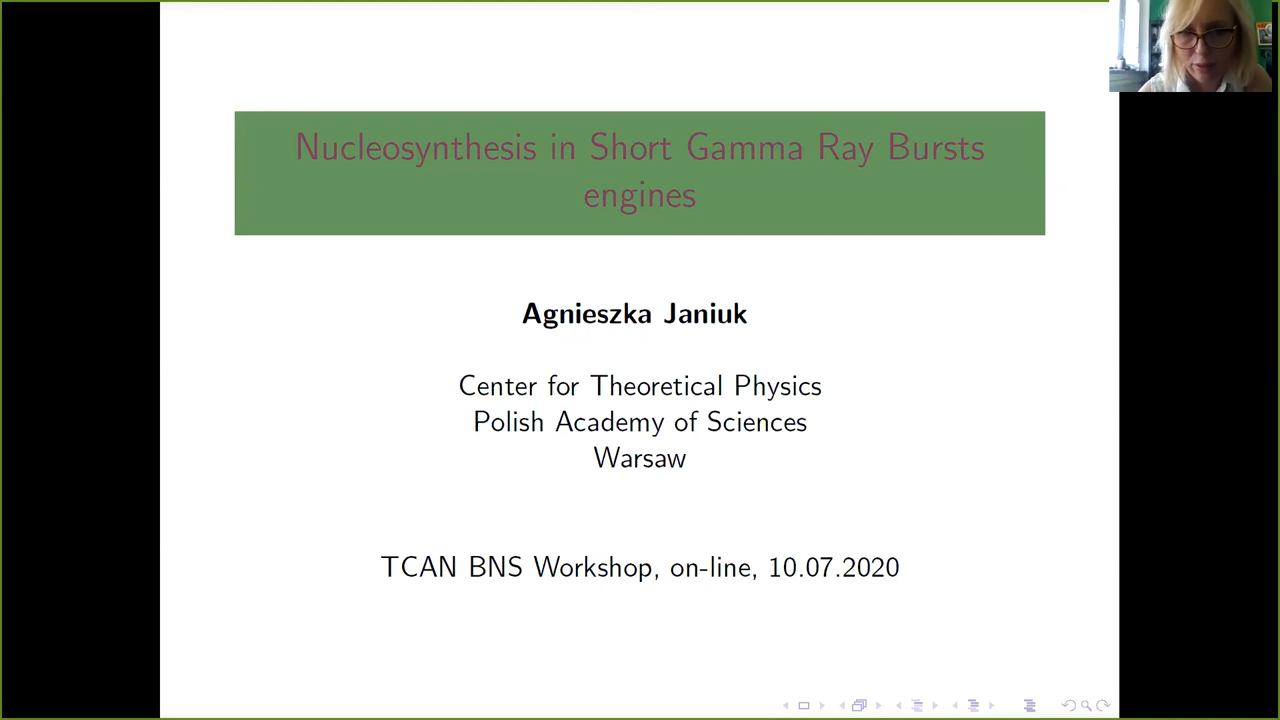 Nucleosynthesis in Short Gamma Ray Bursts
engines
Agnieszka Janiuk
Center for Theoretical Physics
Polish Academy of Sciences
Warsaw
TCAN BNS Workshop, on-line, 10.07.2020